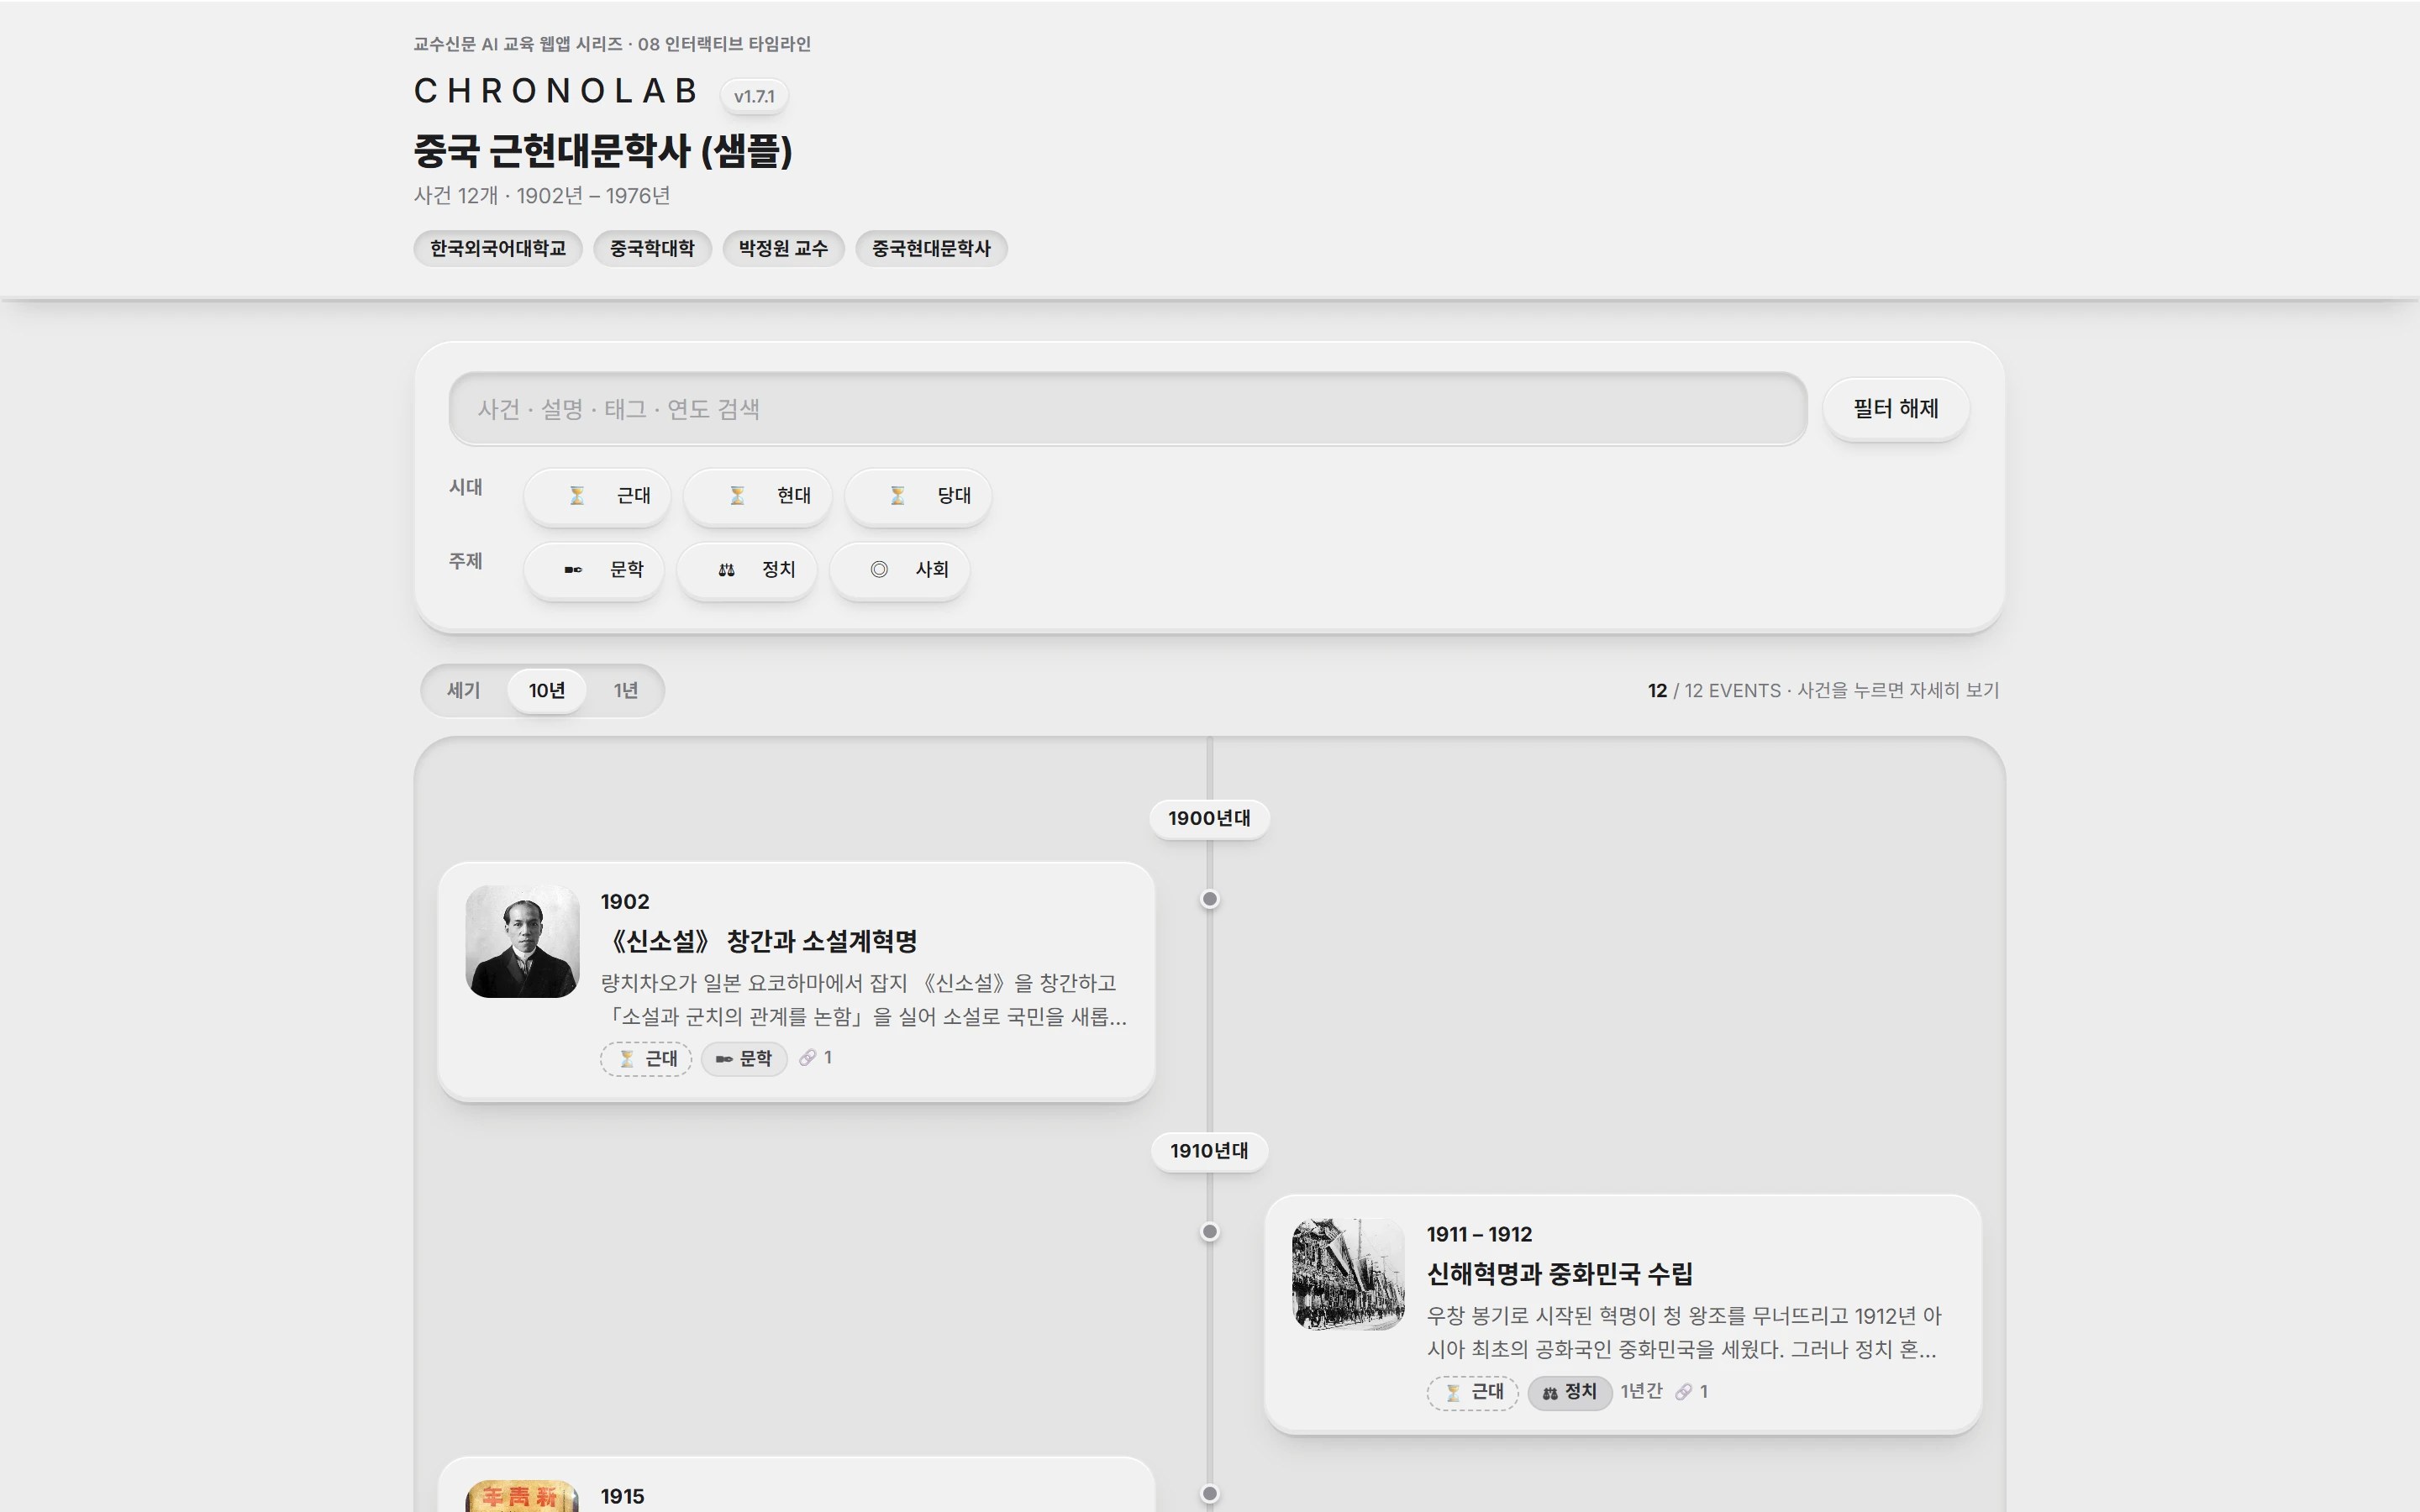 교수신문 AI 교육 웹앱 시리즈 · 08 인터랙티브 타임라인
CHRONOLAB v1.7.1
중국 근현대문학사 (샘플)
사건 12개 · 1902년 – 1976년
한국외국어대학교 중국학대학 박정원 교수 중국현대문학사
사건 · 설명 · 태그 · 연도 검색 필터 해제
시대 ⏳ 근대 ⏳ 현대 ⏳ 당대
주제 ✒ 문학 ⚖ 정치 ◎ 사회
세기 10년 1년 12 / 12 EVENTS · 사건을 누르면 자세히 보기
1900년대
1902
《신소설》 창간과 소설계혁명
량치차오가 일본 요코하마에서 잡지 《신소설》을 창간하고
「소설과 군치의 관계를 논함」을 실어 소설로 국민을 새롭...
⏳ 근대 ✒ 문학 🔗 1
1910년대
1911 – 1912
신해혁명과 중화민국 수립
우창 봉기로 시작된 혁명이 청 왕조를 무너뜨리고 1912년 아
시아 최초의 공화국인 중화민국을 세웠다. 그러나 정치 혼...
⏳ 근대 ⚖ 정치 1년간 🔗 1
年青新
1915